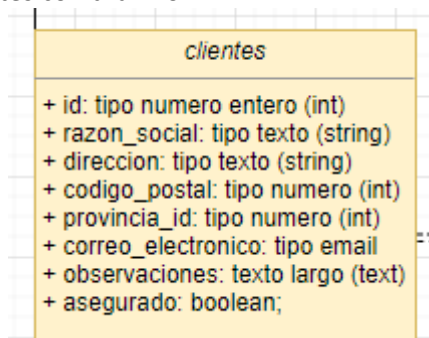 clientes
+ id: tipo numero entero (int)
+ razon_social: tipo texto (string)
+ direccion: tipo texto (string)
+ codigo_postal: tipo numero (int)
+ provincia_id: tipo numero (int)
+ correo_electronico: tipo email
+ observaciones: texto largo (text)
+ asegurado: boolean;